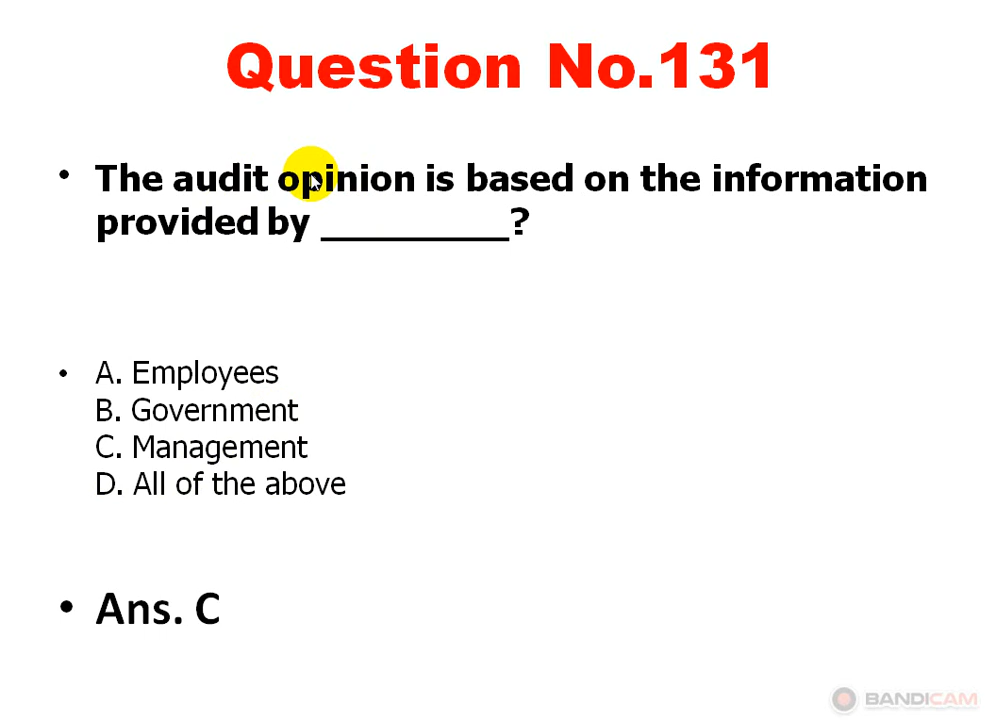 Question No.131
• The audit opinion is based on the information
provided by _________?
• A. Employees
B. Government
C. Management
D. All of the above
• Ans. C
BANDICAM